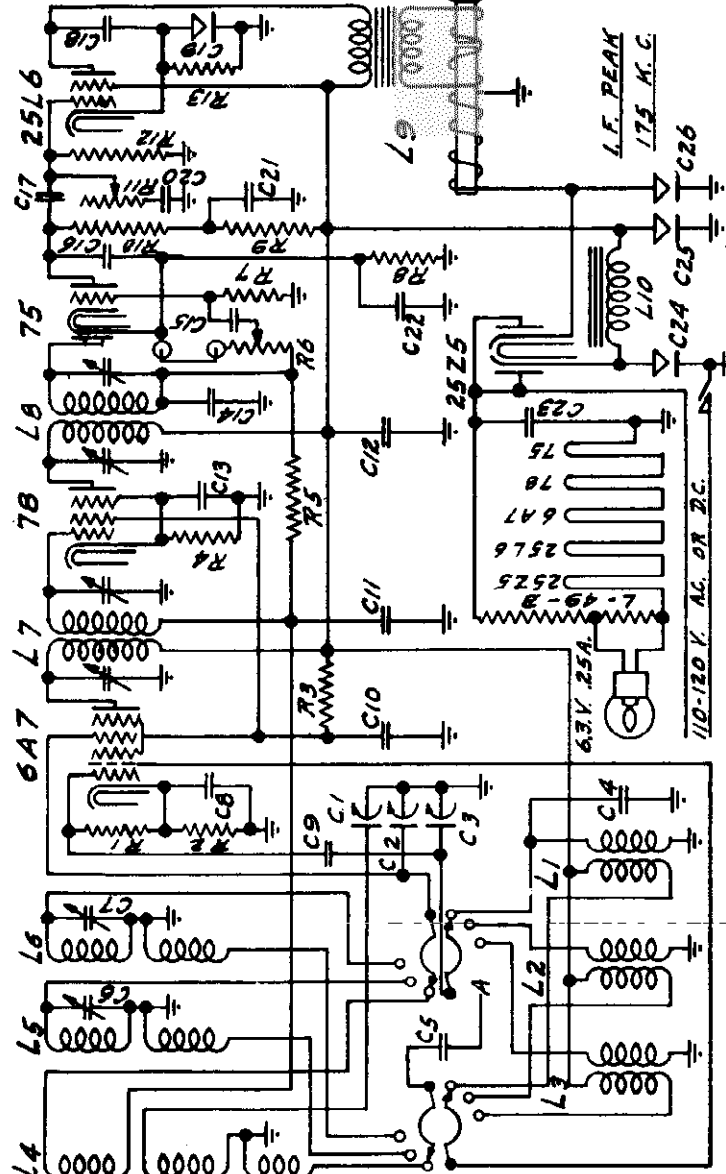 L4
L5
C6
L6
C7
6A7
R1
R2
C8
C9
L7
78
R4
C13
L8
75
C14
C15
R6
R7
C16
R10
R9
C17
R11
C20
C21
R12
25L6
R13
C18
C19
L9
R3
R5
C10
C11
C12
C22
R8
C1
C2
C3
C5
A
L3
L2
L1
C4
25Z5
L10
C24
C25
C26
I.F. PEAK
175 K.C.
C23
75
78
6A7
25L6
25Z5
L-49-B
6.3 V. .25A.
110-120 V. A.C. OR D.C.